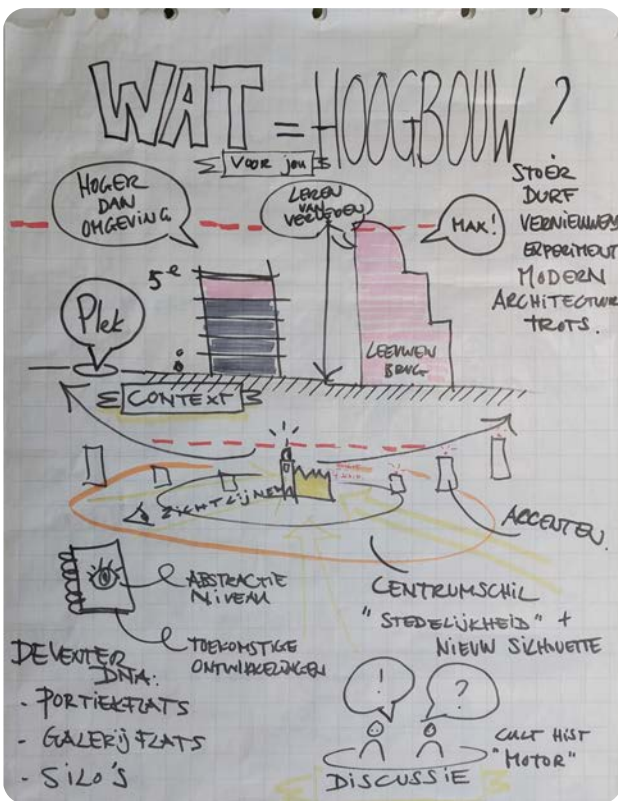 WAT = HOOGBOUW ?
Voor jou
HOGER
DAN
OMGEVING
LEREN
VAN
VERLEDEN
MAX!
STOER
DURF
VERNIEUWEN
EXPERIMENT
MODERN
ARCHITECTUUR
TROTS.
5e
Plek
LEEUWEN
BRUG
CONTEXT
ZICHTLIJNEN
ACCENTEN.
ABSTRACTIE
NIVEAU
TOEKOMSTIGE
ONTWIKKELINGEN
CENTRUMSCHIL
"STEDELIJKHEID" +
NIEUW SILHOUETTE
DEVENTER
DNA:
- PORTIEKFLATS
- GALERIJFLATS
- SILO'S
!
?
DISCUSSIE
CULT HIST
"MOTOR"